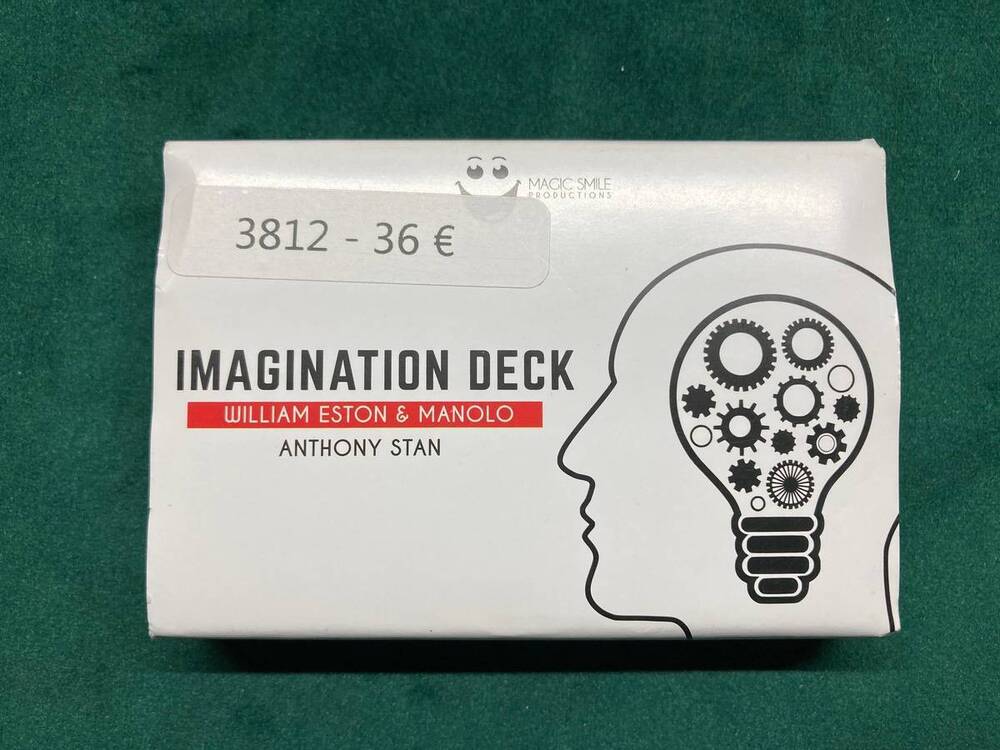 MAGIC SMILE
PRODUCTIONS
3812 - 36 €
IMAGINATION DECK
WILLIAM ESTON & MANOLO
ANTHONY STAN